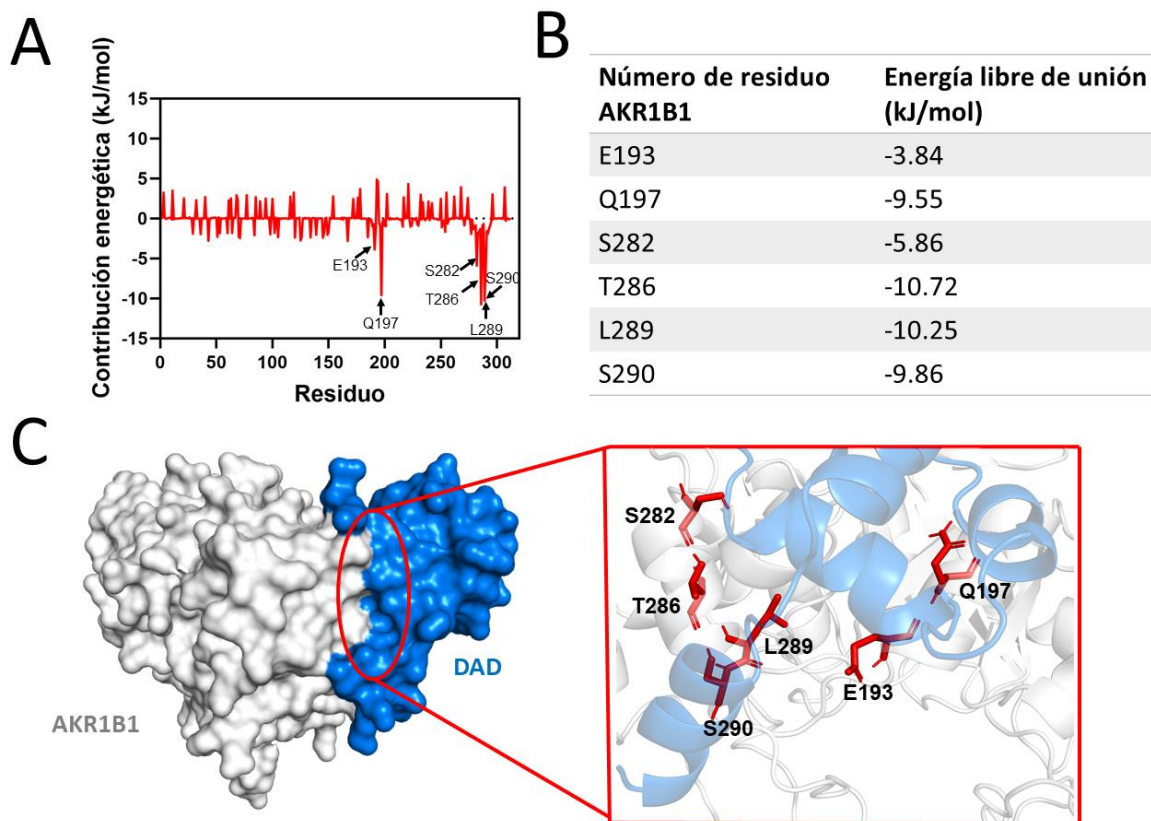 A
Contribución energética (kJ/mol)
15
10
5
0
-5
-10
-15
E193
Q197
S282
T286
S290
L289
0 50 100 150 200 250 300
Residuo
B
Número de residuo AKR1B1 Energía libre de unión (kJ/mol)
E193 -3.84
Q197 -9.55
S282 -5.86
T286 -10.72
L289 -10.25
S290 -9.86
C
AKR1B1
DAD
S282
T286
L289
S290
E193
Q197